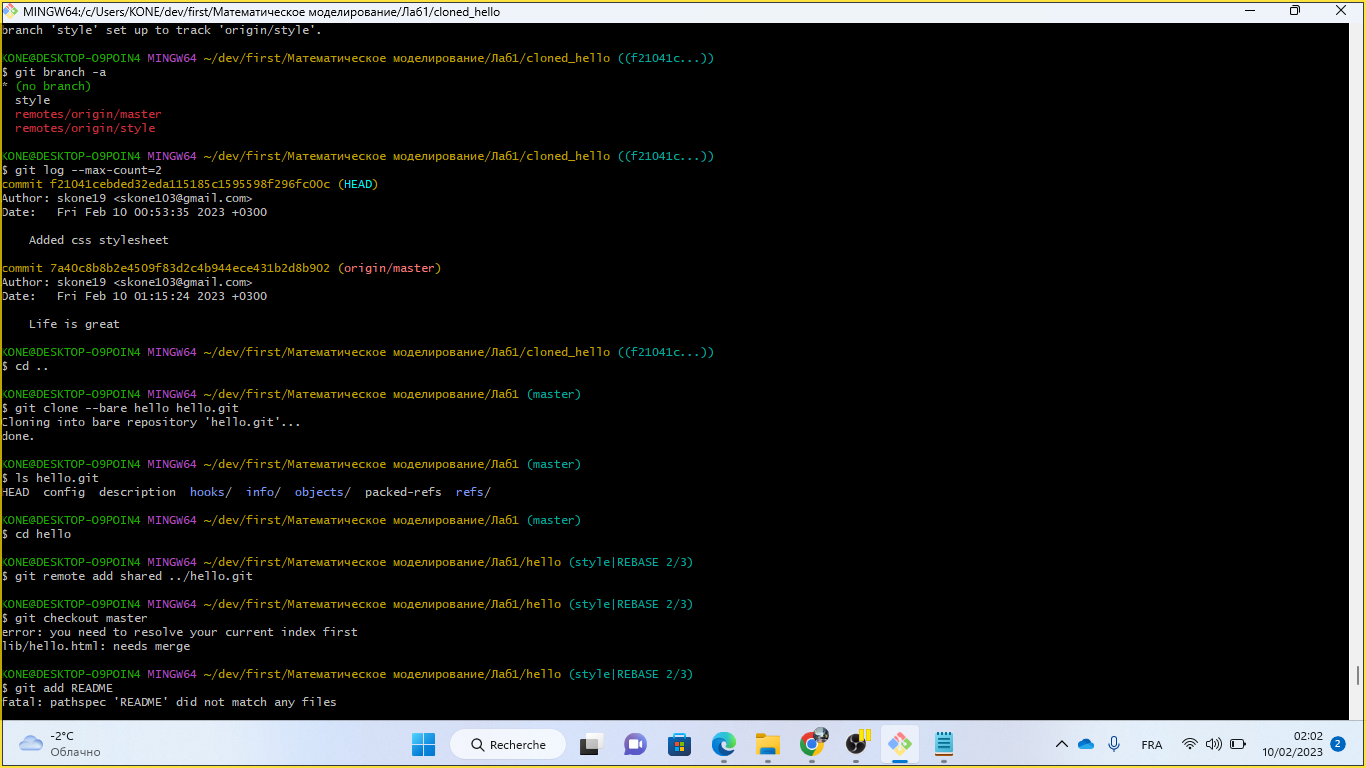 MINGW64:/c/Users/KONE/dev/first/Математическое моделирование/Лаб1/cloned_hello
branch 'style' set up to track 'origin/style'.
KONE@DESKTOP-O9POIN4 MINGW64 ~/dev/first/Математическое моделирование/Лаб1/cloned_hello ((f21041c...))
$ git branch -a
* (no branch)
style
remotes/origin/master
remotes/origin/style
KONE@DESKTOP-O9POIN4 MINGW64 ~/dev/first/Математическое моделирование/Лаб1/cloned_hello ((f21041c...))
$ git log --max-count=2
commit f21041cebded32eda115185c1595598f296fc00c (HEAD)
Author: skone19 <skone103@gmail.com>
Date:   Fri Feb 10 00:53:35 2023 +0300
Added css stylesheet
commit 7a40c8b8b2e4509f83d2c4b944ece431b2d8b902 (origin/master)
Author: skone19 <skone103@gmail.com>
Date:   Fri Feb 10 01:15:24 2023 +0300
Life is great
KONE@DESKTOP-O9POIN4 MINGW64 ~/dev/first/Математическое моделирование/Лаб1/cloned_hello ((f21041c...))
$ cd ..
KONE@DESKTOP-O9POIN4 MINGW64 ~/dev/first/Математическое моделирование/Лаб1 (master)
$ git clone --bare hello hello.git
Cloning into bare repository 'hello.git'...
done.
KONE@DESKTOP-O9POIN4 MINGW64 ~/dev/first/Математическое моделирование/Лаб1 (master)
$ ls hello.git
HEAD  config  description  hooks/  info/  objects/  packed-refs  refs/
KONE@DESKTOP-O9POIN4 MINGW64 ~/dev/first/Математическое моделирование/Лаб1 (master)
$ cd hello
KONE@DESKTOP-O9POIN4 MINGW64 ~/dev/first/Математическое моделирование/Лаб1/hello (style|REBASE 2/3)
$ git remote add shared ../hello.git
KONE@DESKTOP-O9POIN4 MINGW64 ~/dev/first/Математическое моделирование/Лаб1/hello (style|REBASE 2/3)
$ git checkout master
error: you need to resolve your current index first
lib/hello.html: needs merge
KONE@DESKTOP-O9POIN4 MINGW64 ~/dev/first/Математическое моделирование/Лаб1/hello (style|REBASE 2/3)
$ git add README
fatal: pathspec 'README' did not match any files
-2°C
Облачно
Recherche
FRA
02:02
10/02/2023
2